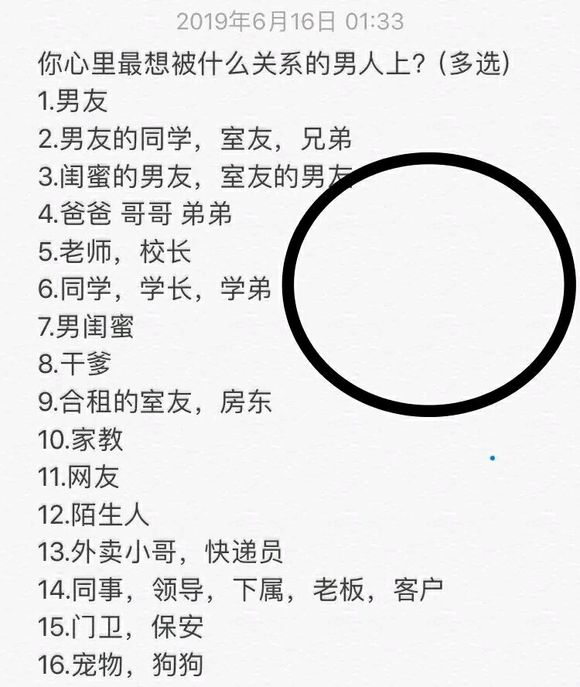 2019年6月16日 01:33
你心里最想被什么关系的男人上?(多选)
1.男友
2.男友的同学，室友，兄弟
3.闺蜜的男友，室友的男友
4.爸爸 哥哥 弟弟
5.老师，校长
6.同学，学长，学弟
7.男闺蜜
8.干爹
9.合租的室友，房东
10.家教
11.网友
12.陌生人
13.外卖小哥，快递员
14.同事，领导，下属，老板，客户
15.门卫，保安
16.宠物，狗狗